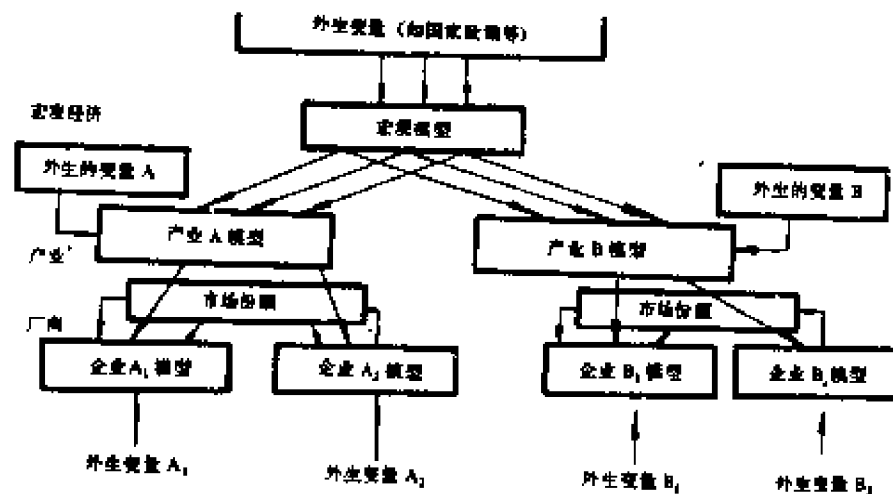 外生变量（如国家政策等）
宏观经济
宏观模型
外生的变量 A
外生的变量 B
产业 A 模型
产业 B 模型
产业
市场份额
市场份额
厂商
企业 A₁ 模型
企业 A₂ 模型
企业 B₁ 模型
企业 B₂ 模型
外生变量 A₁
外生变量 A₂
外生变量 B₁
外生变量 B₂